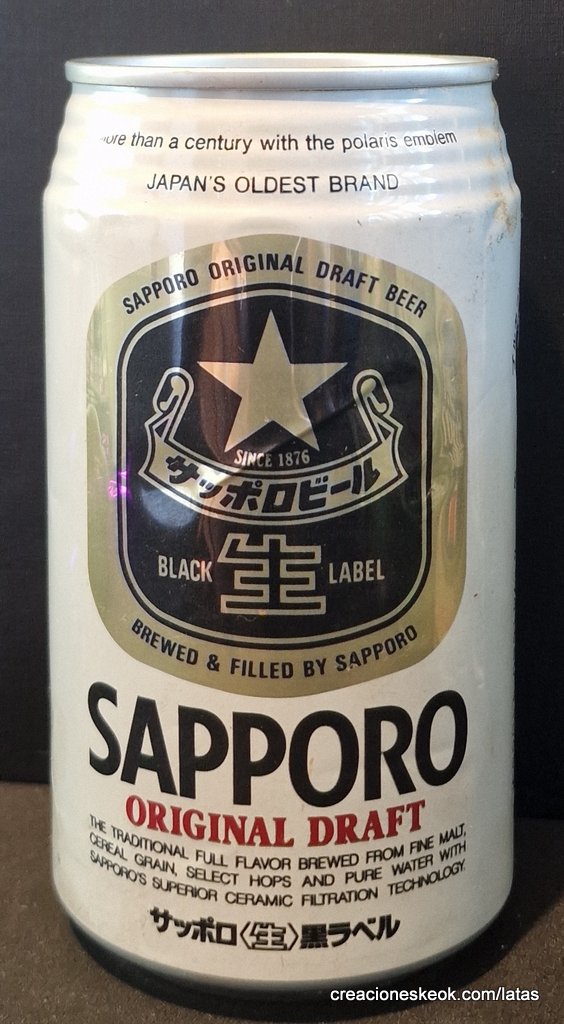 than a century with the polaris emblem
JAPAN'S OLDEST BRAND
SAPPORO ORIGINAL DRAFT BEER
SINCE 1876
サッポロビール
BLACK 生 LABEL
BREWED & FILLED BY SAPPORO
SAPPORO
ORIGINAL DRAFT
THE TRADITIONAL FULL FLAVOR BREWED FROM FINE MALT,
CEREAL GRAIN, SELECT HOPS AND PURE WATER WITH
SAPPORO'S SUPERIOR CERAMIC FILTRATION TECHNOLOGY.
サッポロ〈生〉黒ラベル
creacioneskeok.com/latas